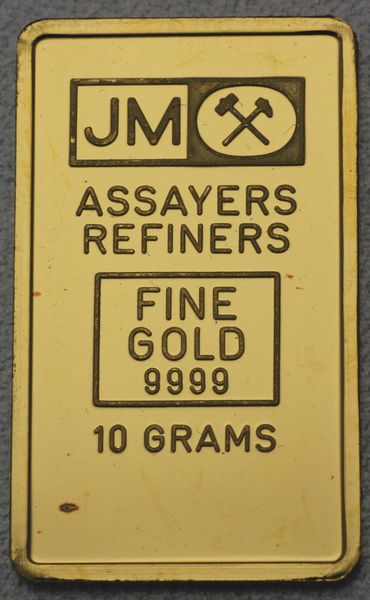 JM
ASSAYERS
REFINERS
FINE
GOLD
9999
10 GRAMS